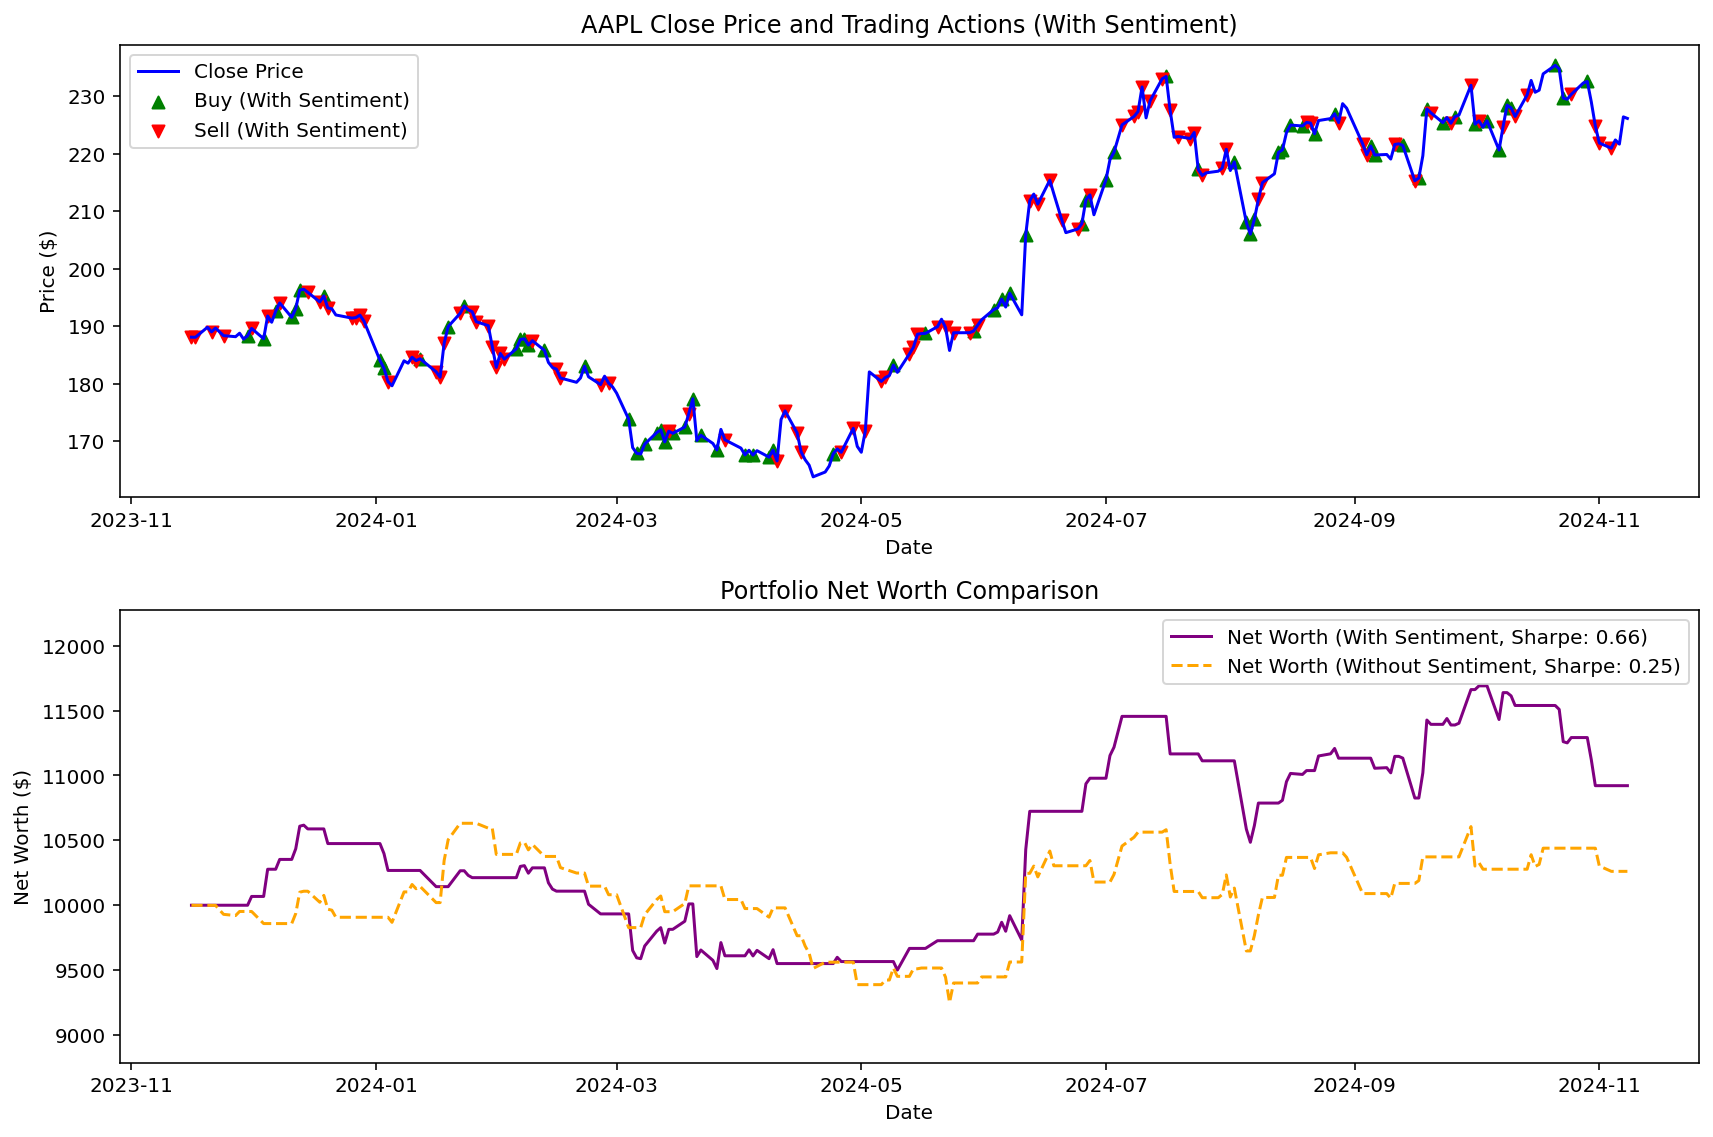 AAPL Close Price and Trading Actions (With Sentiment)
Close Price
Buy (With Sentiment)
Sell (With Sentiment)
230
220
210
200
190
180
170
Price ($)
2023-11
2024-01
2024-03
2024-05
2024-07
2024-09
2024-11
Date
Portfolio Net Worth Comparison
Net Worth (With Sentiment, Sharpe: 0.66)
Net Worth (Without Sentiment, Sharpe: 0.25)
12000
11500
11000
10500
10000
9500
9000
Net Worth ($)
2023-11
2024-01
2024-03
2024-05
2024-07
2024-09
2024-11
Date